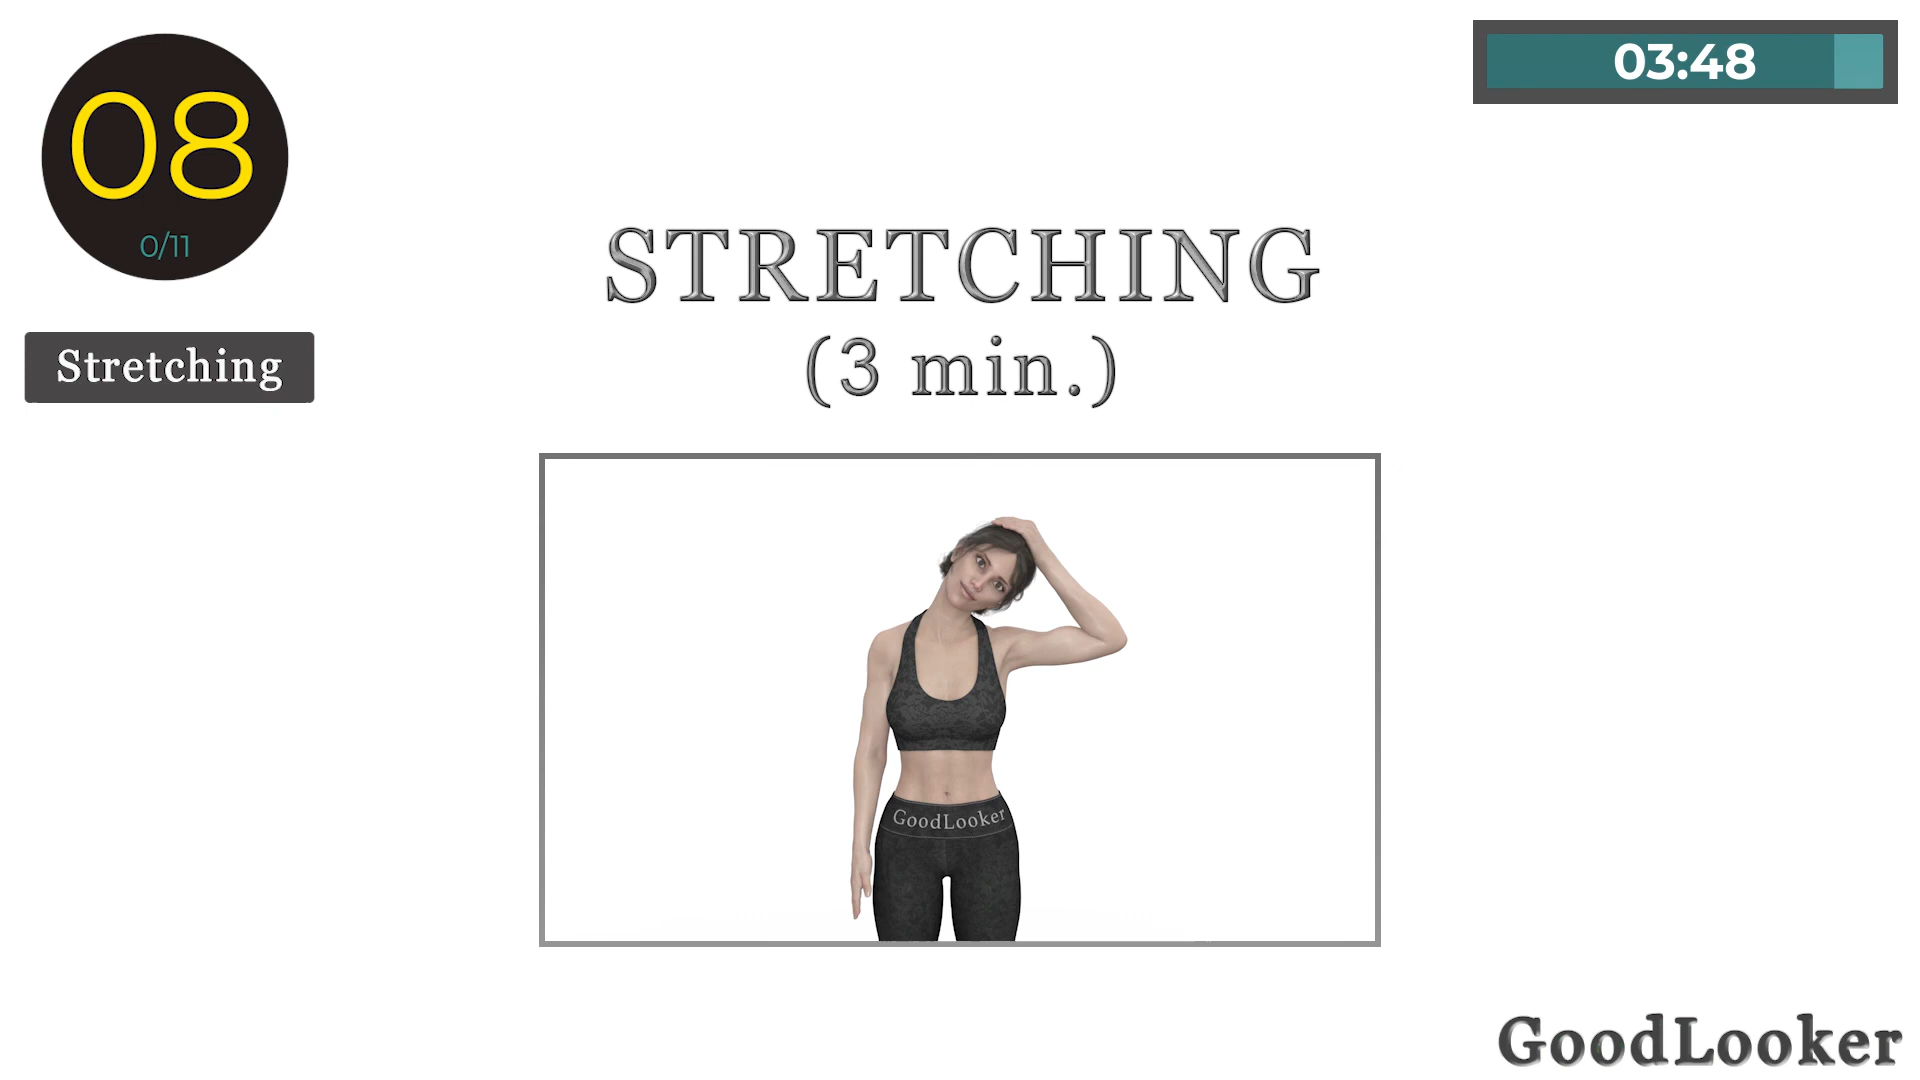 08
0/11
Stretching
03:48
STRETCHING
(3 min.)
GoodLooker
GoodLooker